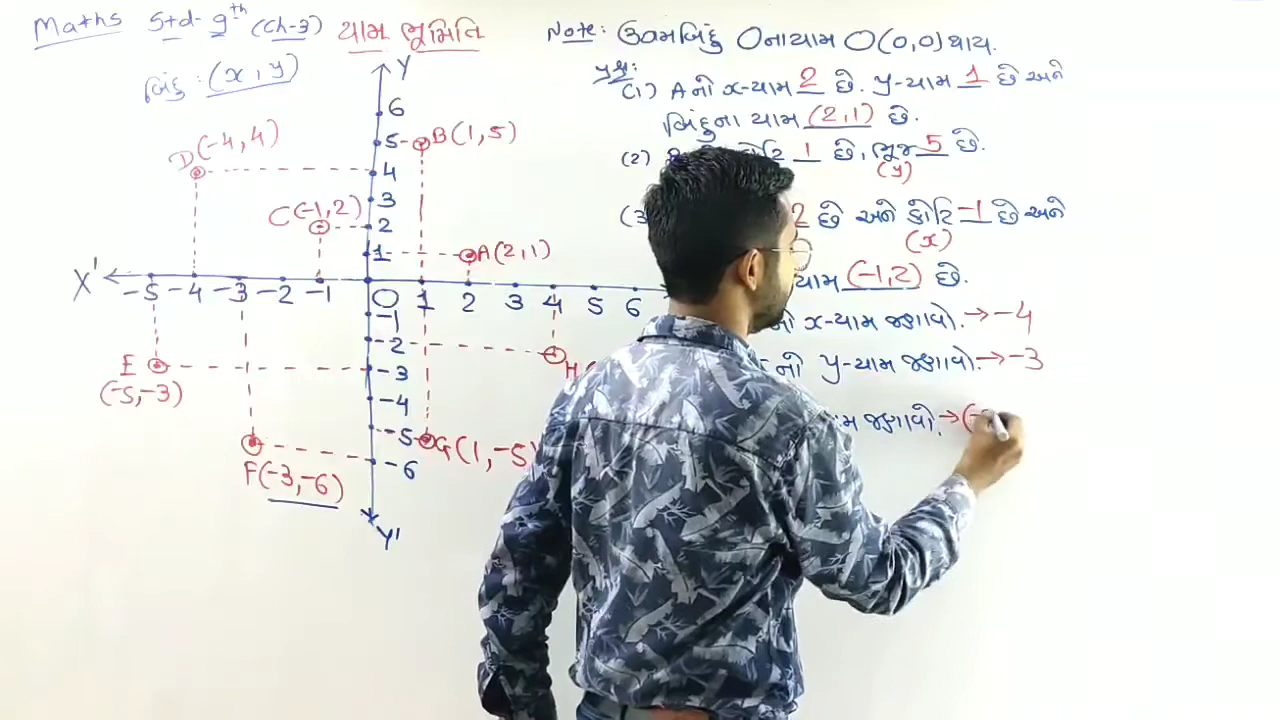 Maths Std- 9th (Ch-3) યામ ભૂમિતિ
બિંદુ : (x, y)
Y
6
5
4
3
2
1
X'
-5 -4 -3 -2 -1 O 1 2 3 4 5 6
-1
-2
-3
-4
-5
-6
Y'
D(-4,4)
B(1,5)
C(-1,2)
A(2,1)
E
(-5,-3)
F(-3,-6)
G(1,-5)
H
Note: ઊગમબિંદુ O ના યામ O(0,0) થાય.
પ્રશ્ન:
(1) A નો x-યામ 2 છે. y-યામ 1 છે અને
બિંદુના યામ (2,1) છે.
(2) 1 છે, ભૂજ 5 છે.
(y)
(3 2 છે અને કોટિ -1 છે અને
(x)
યામ (-1,2) છે.
નો x-યામ જણાવો. → -4
નો y-યામ જણાવો. → -3
જણાવો. → (-